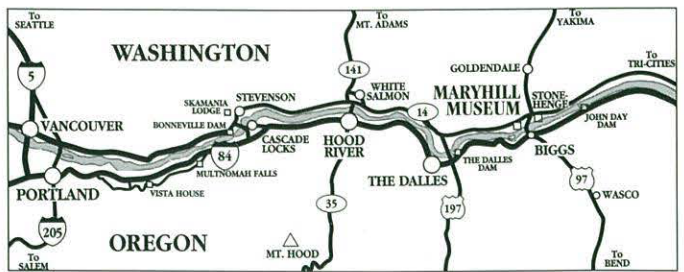 To
SEATTLE
To
MT. ADAMS
To
YAKIMA
To
TRI-CITIES
WASHINGTON
5
141
GOLDENDALE
WHITE
SALMON
MARYHILL
MUSEUM
STONE-
HENGE
SKAMANIA
LODGE
STEVENSON
14
JOHN DAY
DAM
VANCOUVER
BONNEVILLE DAM
CASCADE
LOCKS
HOOD
RIVER
BIGGS
84
THE DALLES
DAM
MULTNOMAH FALLS
THE DALLES
97
PORTLAND
VISTA HOUSE
WASCO
35
197
205
OREGON
MT. HOOD
To
SALEM
To
BEND